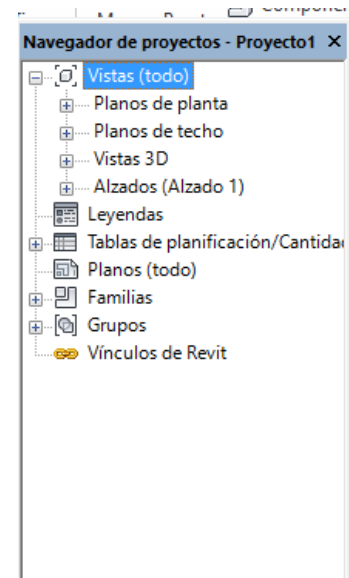 Navegador de proyectos - Proyecto1
Vistas (todo)
Planos de planta
Planos de techo
Vistas 3D
Alzados (Alzado 1)
Leyendas
Tablas de planificación/Cantida
Planos (todo)
Familias
Grupos
Vínculos de Revit